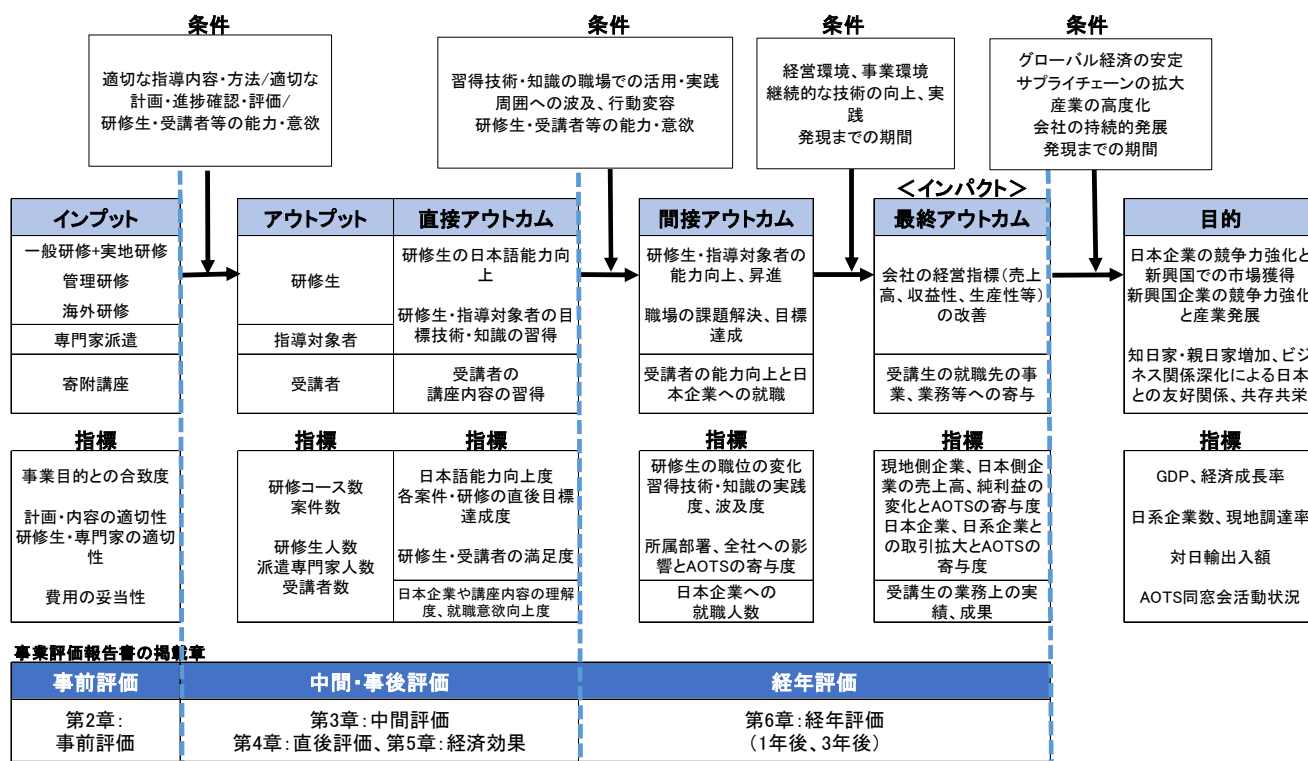 条件
適切な指導内容・方法/適切な
計画・進捗確認・評価/
研修生・受講者等の能力・意欲
条件
習得技術・知識の職場での活用・実践
周囲への波及、行動変容
研修生・受講者等の能力・意欲
条件
経営環境、事業環境
継続的な技術の向上、実
践
発現までの期間
条件
グローバル経済の安定
サプライチェーンの拡大
産業の高度化
会社の持続的発展
発現までの期間
＜インパクト＞
インプット
一般研修+実地研修
管理研修
海外研修
専門家派遣
寄附講座
アウトプット
研修生
指導対象者
受講者
直接アウトカム
研修生の日本語能力向
上
研修生・指導対象者の目
標技術・知識の習得
受講者の
講座内容の習得
間接アウトカム
研修生・指導対象者の
能力向上、昇進
職場の課題解決、目標
達成
受講者の能力向上と日
本企業への就職
最終アウトカム
会社の経営指標（売上
高、収益性、生産性等）
の改善
受講生の就職先の事
業、業務等への寄与
目的
日本企業の競争力強化と
新興国での市場獲得
新興国企業の競争力強化
と産業発展
知日家・親日家増加、ビジ
ネス関係深化による日本
との友好関係、共存共栄
指標
事業目的との合致度
計画・内容の適切性
研修生・専門家の適切
性
費用の妥当性
指標
研修コース数
案件数
研修生人数
派遣専門家人数
受講者数
指標
日本語能力向上度
各案件・研修の直後目標
達成度
研修生・受講者の満足度
日本企業や講座内容の理解
度、就職意欲向上度
指標
研修生の職位の変化
習得技術・知識の実践
度、波及度
所属部署、全社への影
響とAOTSの寄与度
日本企業への
就職人数
指標
現地側企業、日本側企
業の売上高、純利益の
変化とAOTSの寄与度
日本企業、日系企業と
の取引拡大とAOTSの
寄与度
受講生の業務上の実
績、成果
指標
GDP、経済成長率
日系企業数、現地調達率
対日輸出入額
AOTS同窓会活動状況
事業評価報告書の掲載章
事前評価
第2章：
事前評価
中間・事後評価
第3章：中間評価
第4章：直後評価、第5章：経済効果
経年評価
第6章：経年評価
（1年後、3年後）